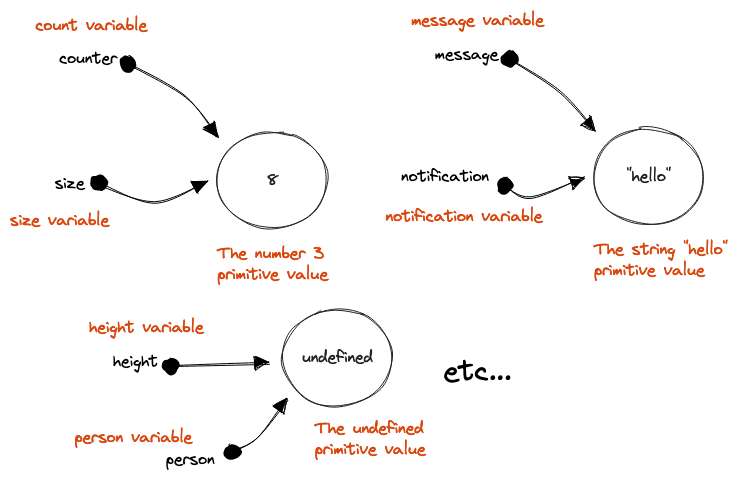 count variable
counter
size
size variable
8
The number 3
primitive value
message variable
message
notification
notification variable
"hello"
The string "hello"
primitive value
height variable
height
person variable
person
undefined
The undefined
primitive value
etc...